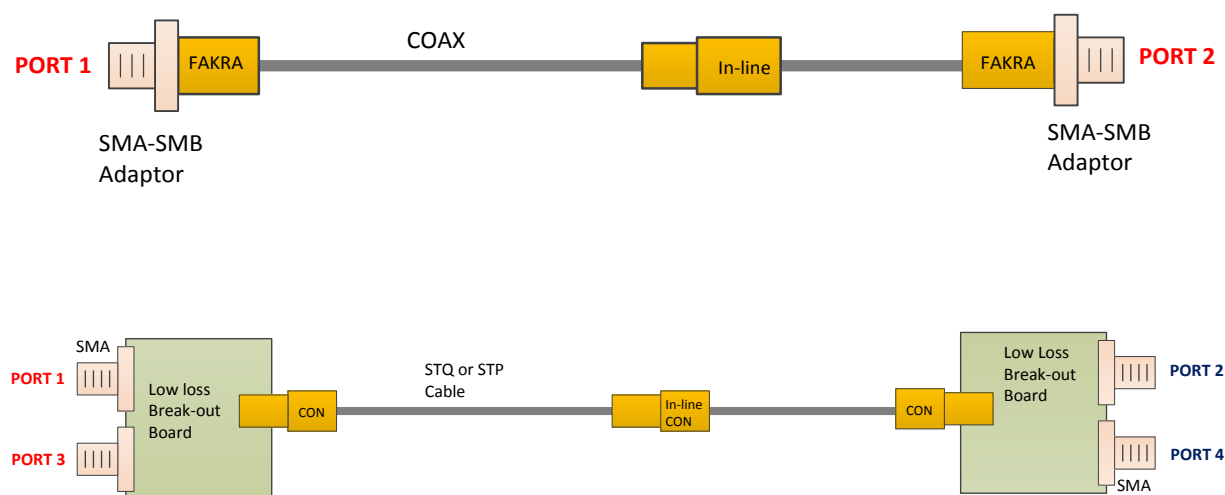 COAX
PORT 1
FAKRA
In-line
FAKRA
PORT 2
SMA-SMB
Adaptor
SMA-SMB
Adaptor
SMA
PORT 1
Low loss
Break-out
Board
PORT 3
CON
STQ or STP
Cable
In-line
CON
CON
Low Loss
Break-out
Board
PORT 2
PORT 4
SMA